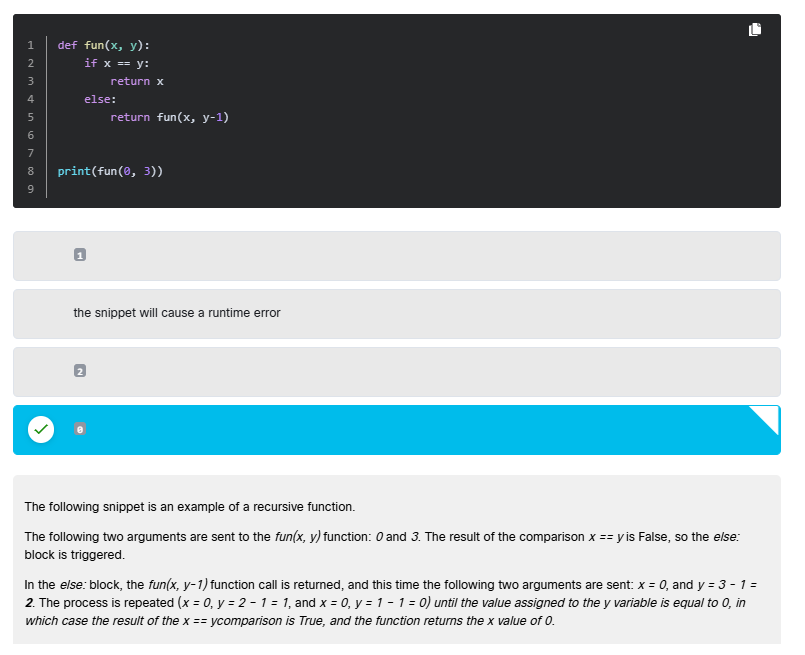 1 def fun(x, y):
2 if x == y:
3 return x
4 else:
5 return fun(x, y-1)
6
7
8 print(fun(0, 3))
9
1
the snippet will cause a runtime error
2
0
The following snippet is an example of a recursive function.
The following two arguments are sent to the fun(x, y) function: 0 and 3. The result of the comparison x == y is False, so the else:
block is triggered.
In the else: block, the fun(x, y-1) function call is returned, and this time the following two arguments are sent: x = 0, and y = 3 - 1 =
2. The process is repeated (x = 0, y = 2 - 1 = 1, and x = 0, y = 1 - 1 = 0) until the value assigned to the y variable is equal to 0, in
which case the result of the x == ycomparison is True, and the function returns the x value of 0.